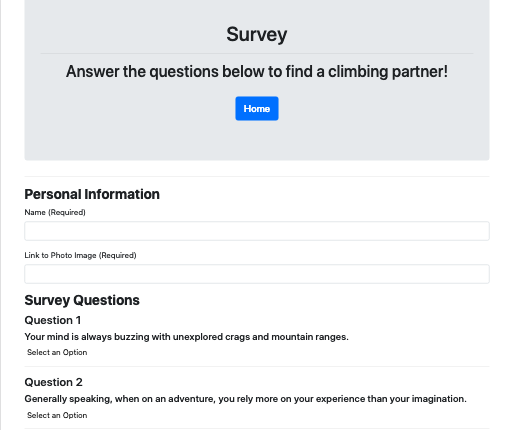 Survey
Answer the questions below to find a climbing partner!
Home
Personal Information
Name (Required)
Link to Photo Image (Required)
Survey Questions
Question 1
Your mind is always buzzing with unexplored crags and mountain ranges.
Select an Option
Question 2
Generally speaking, when on an adventure, you rely more on your experience than your imagination.
Select an Option